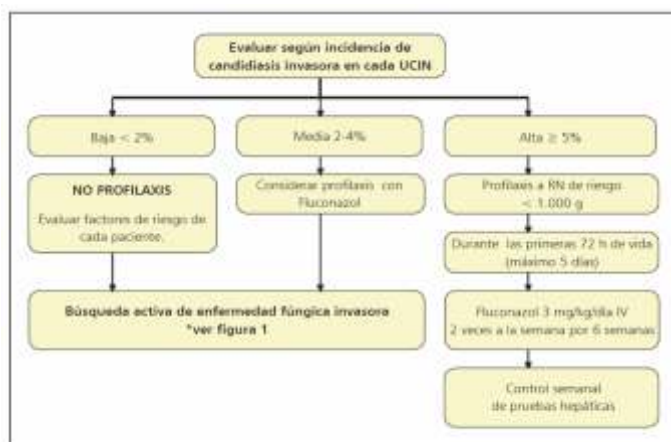 Evaluar según incidencia de
candidiasis invasora en cada UCIN
Baja < 2%
Media 2-4%
Alta ≥ 5%
NO PROFILAXIS
Evaluar factores de riesgo de
cada paciente.
Considerar profilaxis con
Fluconazol
Profilaxis a RN de riesgo
< 1.000 g
Durante las primeras 72 h de vida
(máximo 5 días)
Búsqueda activa de enfermedad fúngica invasora
*ver figura 1
Fluconazol 3 mg/kg/día IV
2 veces a la semana por 6 semanas
Control semanal
de pruebas hepáticas